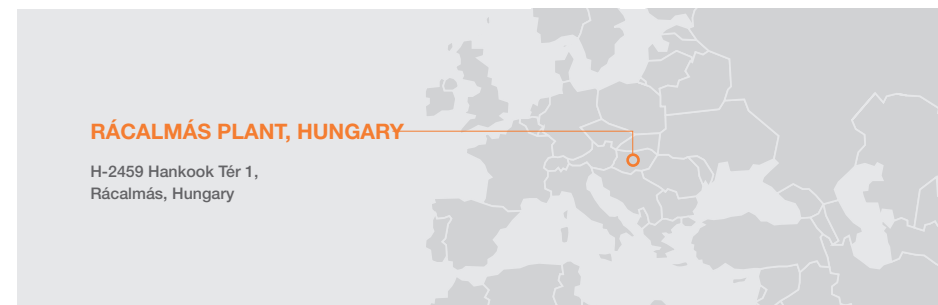 RÁCALMÁS PLANT, HUNGARY
H-2459 Hankook Tér 1,
Rácalmás, Hungary